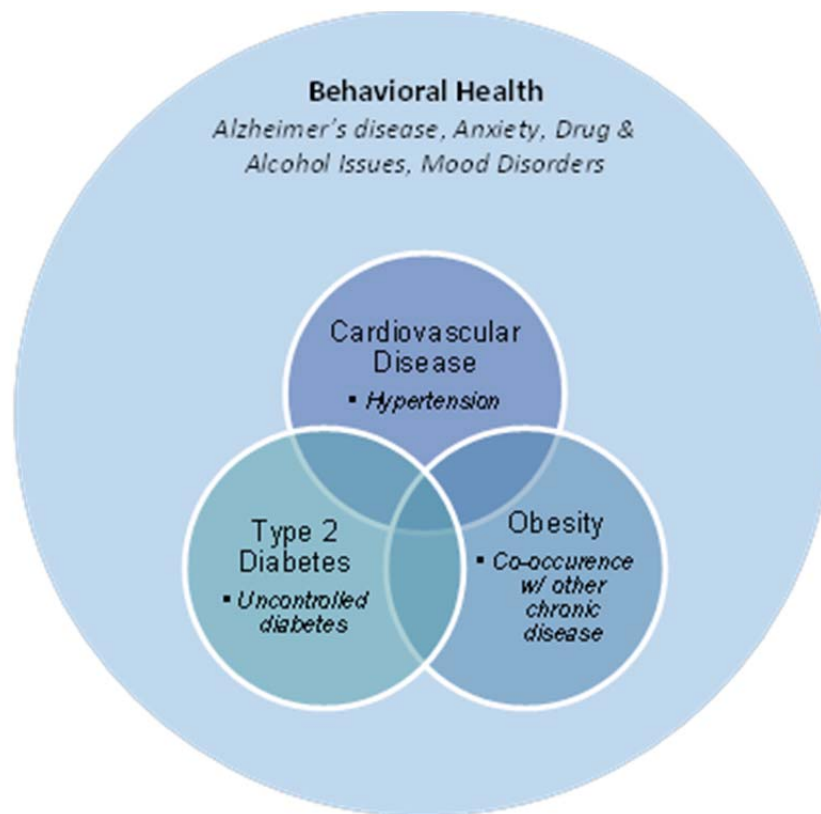 Behavioral Health
Alzheimer's disease, Anxiety, Drug &
Alcohol Issues, Mood Disorders
Cardiovascular
Disease
▪ Hypertension
Type 2
Diabetes
▪ Uncontrolled
diabetes
Obesity
▪ Co-occurence
w/ other
chronic
disease